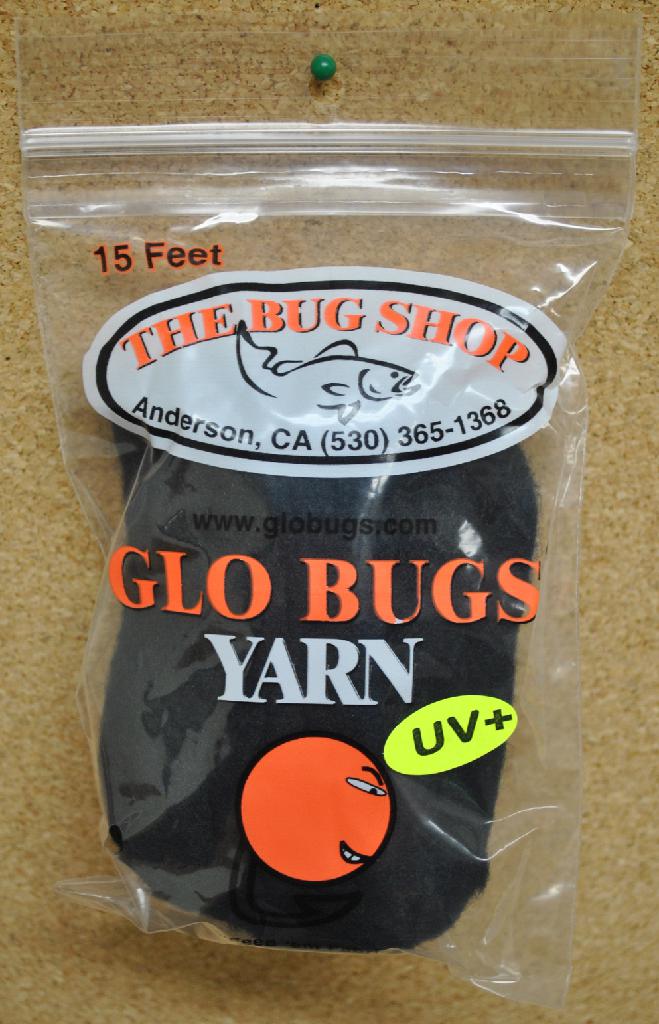 15 Feet
THE BUG SHOP
Anderson, CA (530) 365-1368
www.globugs.com
GLO BUGS
YARN
UV+